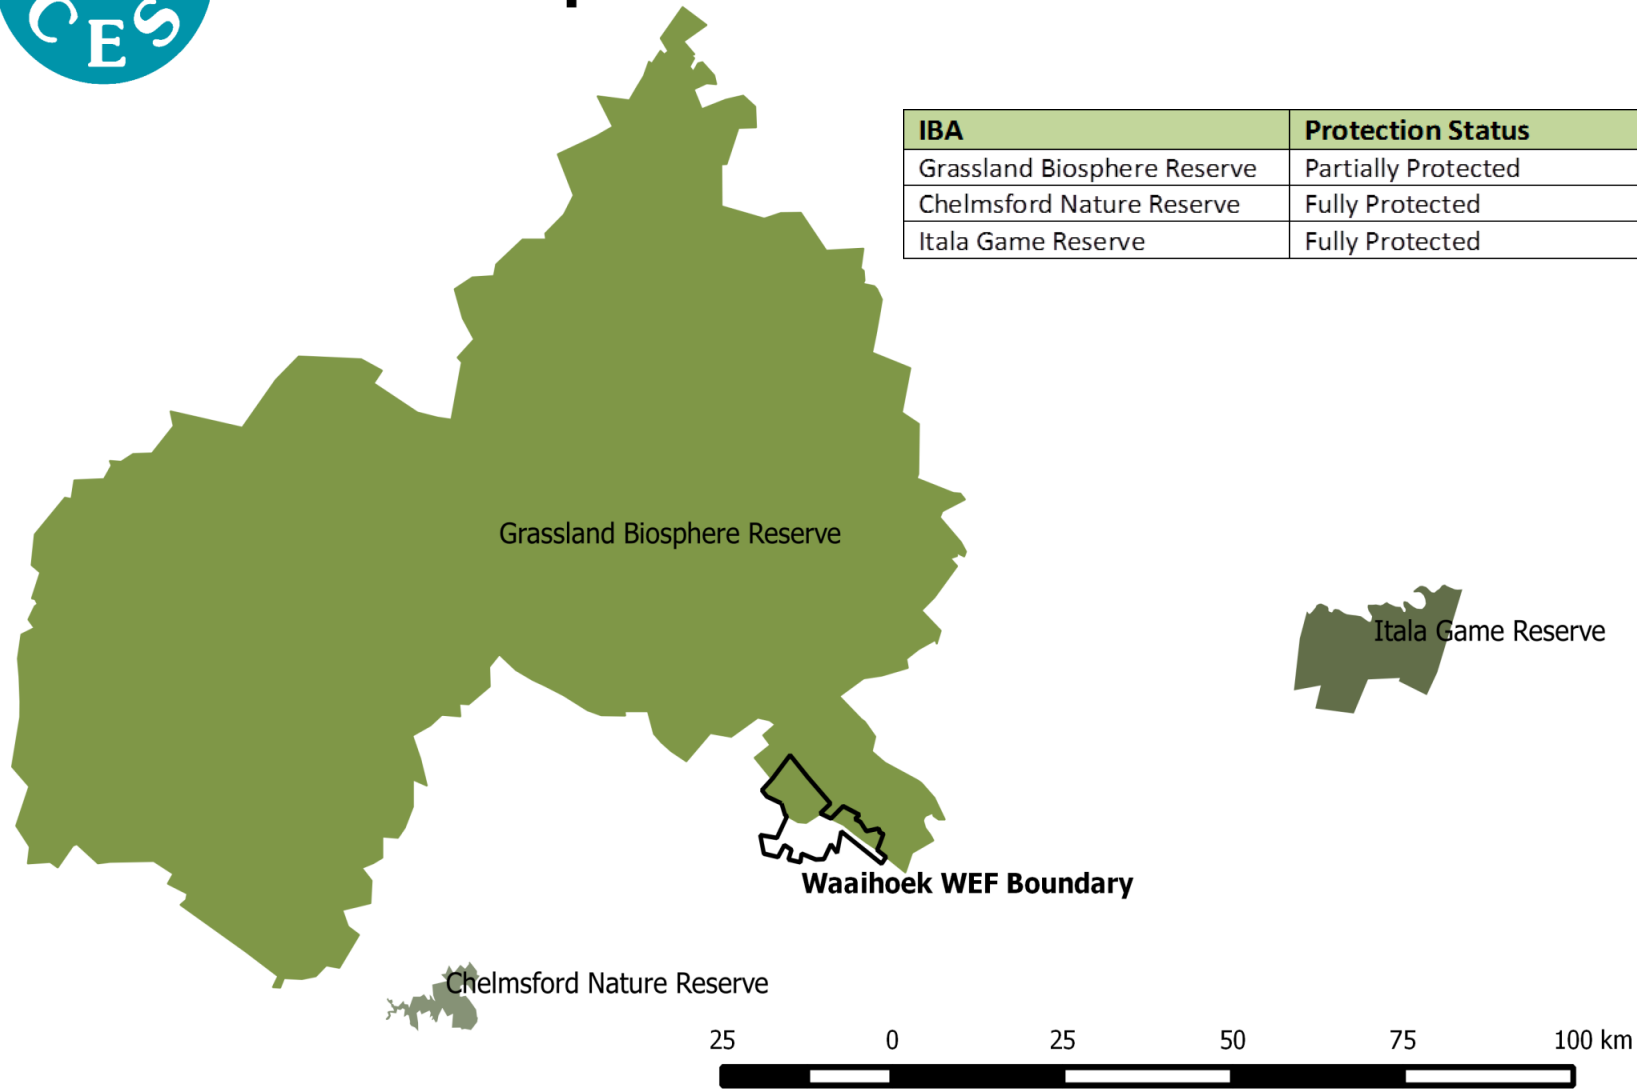 CES
IBA Protection Status
Grassland Biosphere Reserve Partially Protected
Chelmsford Nature Reserve Fully Protected
Itala Game Reserve Fully Protected
Grassland Biosphere Reserve
Itala Game Reserve
Waaihoek WEF Boundary
Chelmsford Nature Reserve
25 0 25 50 75 100 km